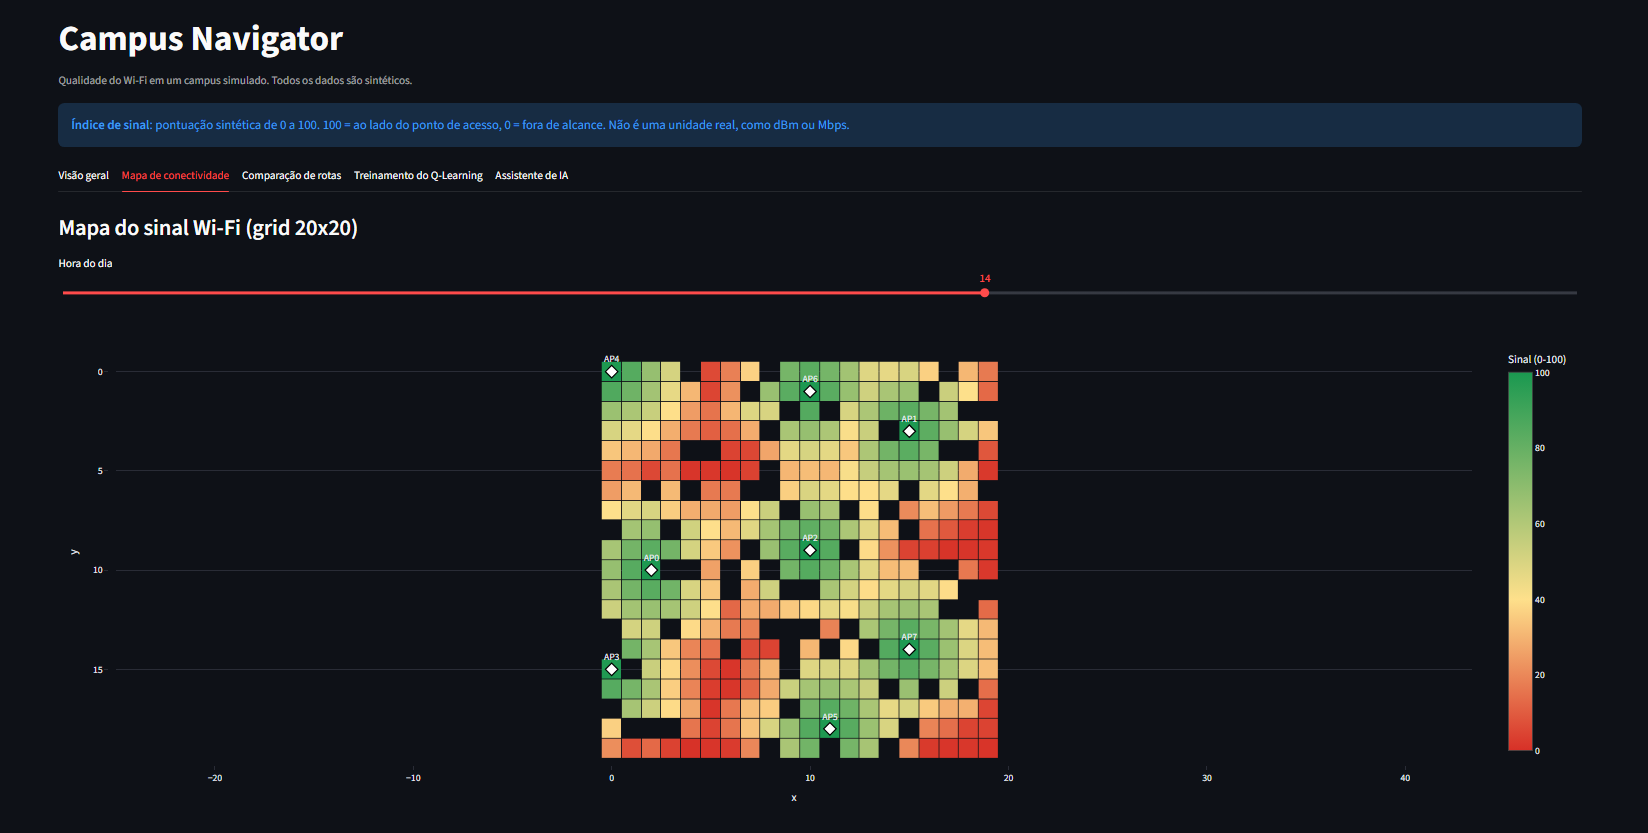 Campus Navigator
Qualidade do Wi-Fi em um campus simulado. Todos os dados são sintéticos.
Índice de sinal: pontuação sintética de 0 a 100. 100 = ao lado do ponto de acesso, 0 = fora de alcance. Não é uma unidade real, como dBm ou Mbps.
Visão geral Mapa de conectividade Comparação de rotas Treinamento do Q-Learning Assistente de IA
Mapa do sinal Wi-Fi (grid 20x20)
Hora do dia
14
Sinal (0-100)
100
80
60
40
20
0
AP4
AP6
AP1
AP2
AP0
AP7
AP3
AP5
0
5
10
15
y
−20 −10 0 10 20 30 40
x